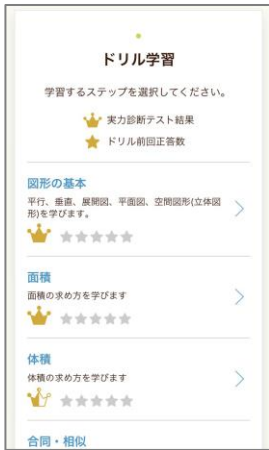 ドリル学習
学習するステップを選択してください。
実力診断テスト結果
ドリル前回正答数
図形の基本
平行、垂直、展開図、平面図、空間図形(立体図
形)を学びます。
面積
面積の求め方を学びます
体積
体積の求め方を学びます
合同・相似